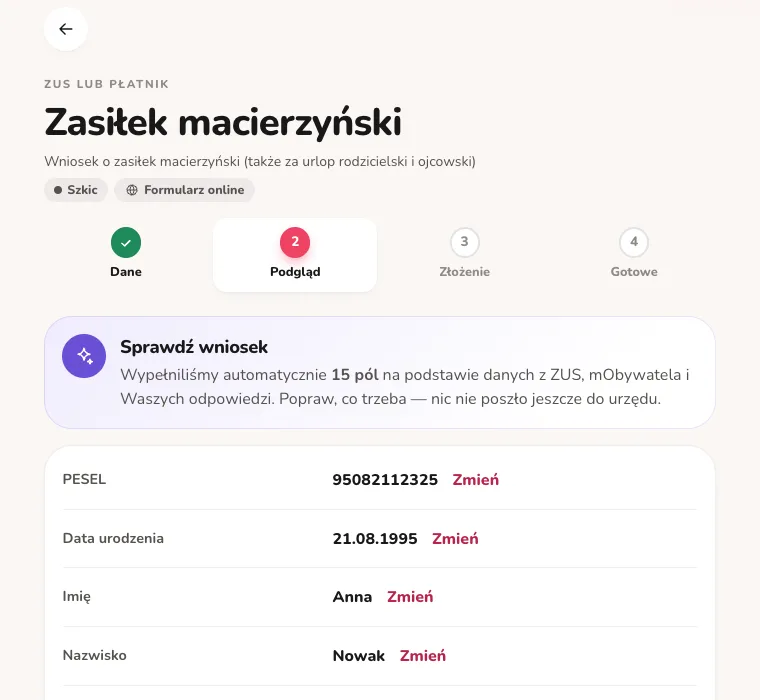 ZUS LUB PŁATNIK
Zasiłek macierzyński
Wniosek o zasiłek macierzyński (także za urlop rodzicielski i ojcowski)
Szkic
Formularz online
2
3
4
Dane
Podgląd
Złożenie
Gotowe
Sprawdź wniosek
Wypełniliśmy automatycznie 15 pól na podstawie danych z ZUS, mObywatela i
Waszych odpowiedzi. Popraw, co trzeba — nic nie poszło jeszcze do urzędu.
PESEL 95082112325 Zmień
Data urodzenia 21.08.1995 Zmień
Imię Anna Zmień
Nazwisko Nowak Zmień